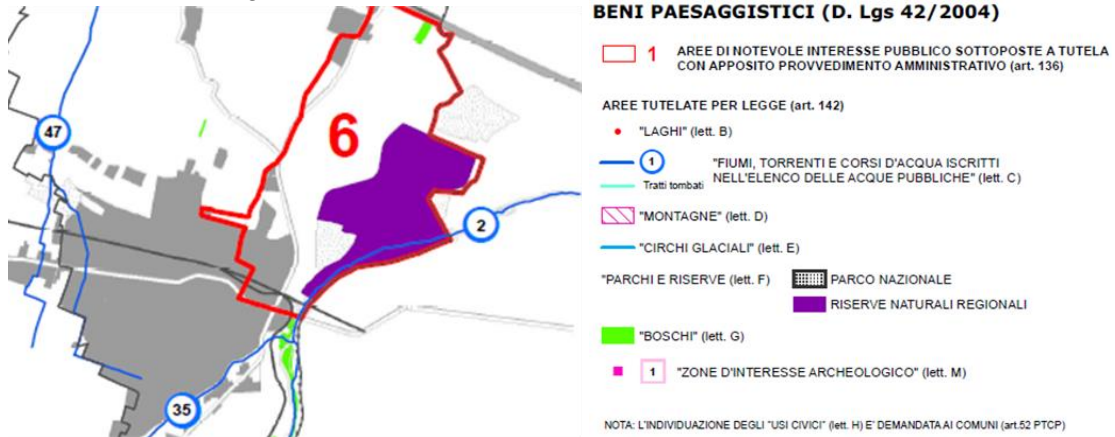 47
6
2
35
BENI PAESAGGISTICI (D. Lgs 42/2004)
1 AREE DI NOTEVOLE INTERESSE PUBBLICO SOTTOPOSTE A TUTELA
CON APPOSITO PROVVEDIMENTO AMMINISTRATIVO (art. 136)
AREE TUTELATE PER LEGGE (art. 142)
"LAGHI" (lett. B)
1 "FIUMI, TORRENTI E CORSI D'ACQUA ISCRITTI
Tratti tombati NELL'ELENCO DELLE ACQUE PUBBLICHE" (lett. C)
"MONTAGNE" (lett. D)
"CIRCHI GLACIALI" (lett. E)
"PARCHI E RISERVE (lett. F) PARCO NAZIONALE
RISERVE NATURALI REGIONALI
"BOSCHI" (lett. G)
1 "ZONE D'INTERESSE ARCHEOLOGICO" (lett. M)
NOTA: L'INDIVIDUAZIONE DEGLI "USI CIVICI" (lett. H) E' DEMANDATA AI COMUNI (art.52 PTCP)